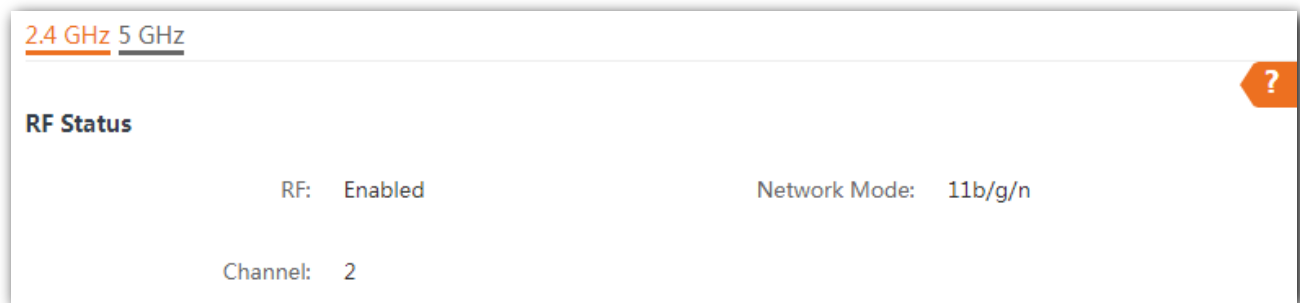 2.4 GHz 5 GHz
?
RF Status
RF: Enabled Network Mode: 11b/g/n
Channel: 2